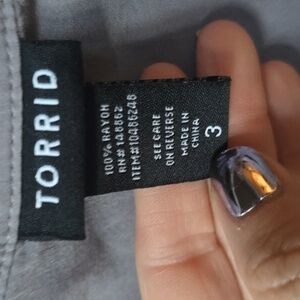 TORRID
100% RAYON
RN# 148862
ITEM#10486248
SEE CARE
ON REVERSE
MADE IN
CHINA
3